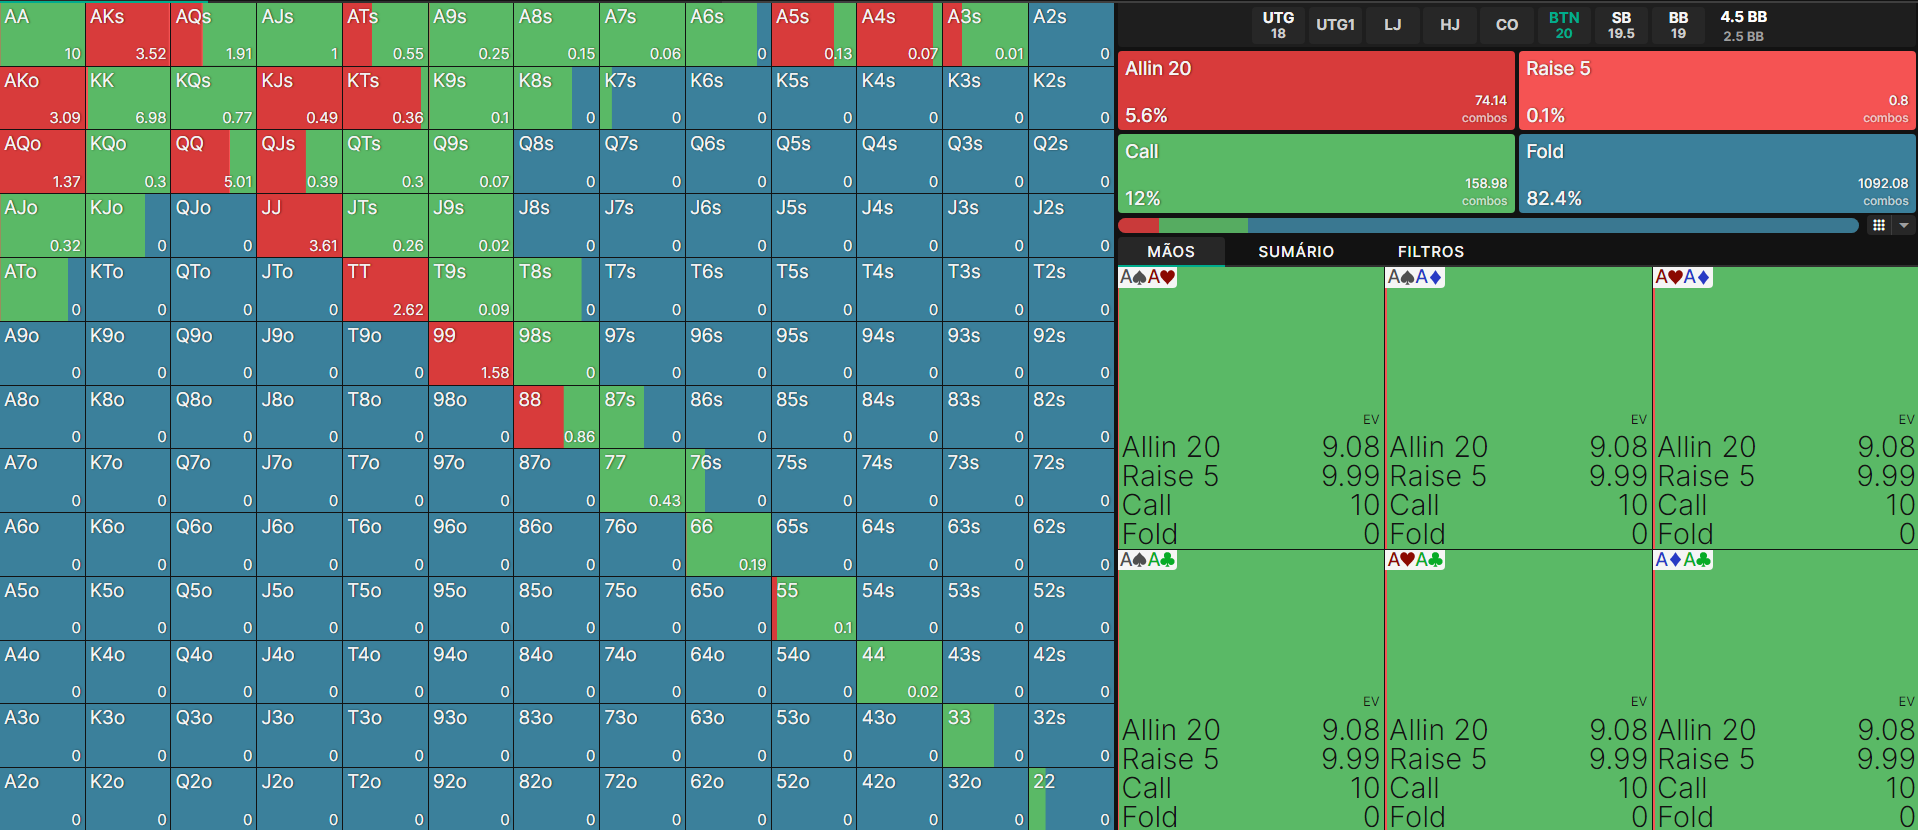 UTG UTG1 LJ HJ CO BTN SB BB 4.5 BB
18 20 19.5 19 2.5 BB
AA AKs AQs AJs ATs A9s A8s A7s A6s A5s A4s A3s A2s
10 3.52 1.91 1 0.55 0.25 0.15 0.06 0 0.13 0.07 0.01 0
AKo KK KQs KJs KTs K9s K8s K7s K6s K5s K4s K3s K2s
3.09 6.98 0.77 0.49 0.36 0.1 0 0 0 0 0 0 0
AQo KQo QQ QJs QTs Q9s Q8s Q7s Q6s Q5s Q4s Q3s Q2s
1.37 0.3 5.01 0.39 0.3 0.07 0 0 0 0 0 0 0
AJo KJo QJo JJ JTs J9s J8s J7s J6s J5s J4s J3s J2s
0.32 0 0 3.61 0.26 0.02 0 0 0 0 0 0 0
ATo KTo QTo JTo TT T9s T8s T7s T6s T5s T4s T3s T2s
0 0 0 0 2.62 0.09 0 0 0 0 0 0 0
A9o K9o Q9o J9o T9o 99 98s 97s 96s 95s 94s 93s 92s
0 0 0 0 0 1.58 0 0 0 0 0 0 0
A8o K8o Q8o J8o T8o 98o 88 87s 86s 85s 84s 83s 82s
0 0 0 0 0 0 0.86 0 0 0 0 0 0
A7o K7o Q7o J7o T7o 97o 87o 77 76s 75s 74s 73s 72s
0 0 0 0 0 0 0 0.43 0 0 0 0 0
A6o K6o Q6o J6o T6o 96o 86o 76o 66 65s 64s 63s 62s
0 0 0 0 0 0 0 0 0.19 0 0 0 0
A5o K5o Q5o J5o T5o 95o 85o 75o 65o 55 54s 53s 52s
0 0 0 0 0 0 0 0 0 0.1 0 0 0
A4o K4o Q4o J4o T4o 94o 84o 74o 64o 54o 44 43s 42s
0 0 0 0 0 0 0 0 0 0 0.02 0 0
A3o K3o Q3o J3o T3o 93o 83o 73o 63o 53o 43o 33 32s
0 0 0 0 0 0 0 0 0 0 0 0 0
A2o K2o Q2o J2o T2o 92o 82o 72o 62o 52o 42o 32o 22
0 0 0 0 0 0 0 0 0 0 0 0 0
Allin 20
74.14
5.6% combos
Raise 5
0.8
0.1% combos
Call
158.98
12% combos
Fold
1092.08
82.4% combos
MÃOS SUMÁRIO FILTROS
A♠A♥ A♠A♦ A♥A♦
EV EV EV
Allin 20 9.08 Allin 20 9.08 Allin 20 9.08
Raise 5 9.99 Raise 5 9.99 Raise 5 9.99
Call 10 Call 10 Call 10
Fold 0 Fold 0 Fold 0
A♠A♣ A♥A♣ A♦A♣
EV EV EV
Allin 20 9.08 Allin 20 9.08 Allin 20 9.08
Raise 5 9.99 Raise 5 9.99 Raise 5 9.99
Call 10 Call 10 Call 10
Fold 0 Fold 0 Fold 0